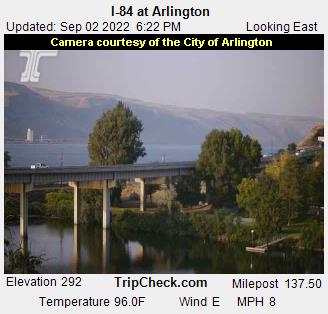 I-84 at Arlington
Updated: Sep 02 2022 6:22 PM Looking East
Camera courtesy of the City of Arlington
Elevation 292 TripCheck.com Milepost 137.50
Temperature 96.0F Wind E MPH 8